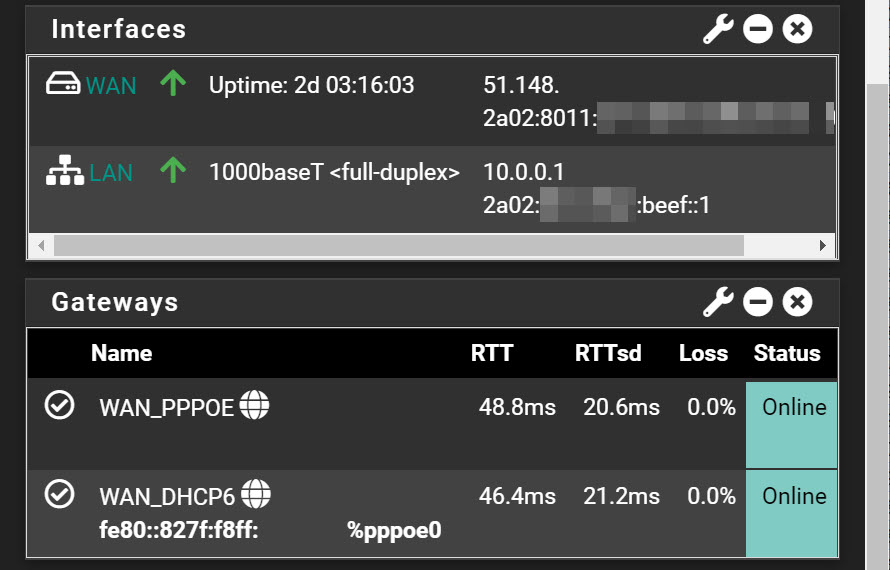 Interfaces
WAN Uptime: 2d 03:16:03 51.148.
2a02:8011:
LAN 1000baseT <full-duplex> 10.0.0.1
2a02: :beef::1
Gateways
Name RTT RTTsd Loss Status
WAN_PPPOE 48.8ms 20.6ms 0.0% Online
WAN_DHCP6 46.4ms 21.2ms 0.0% Online
fe80::827f:f8ff: %pppoe0